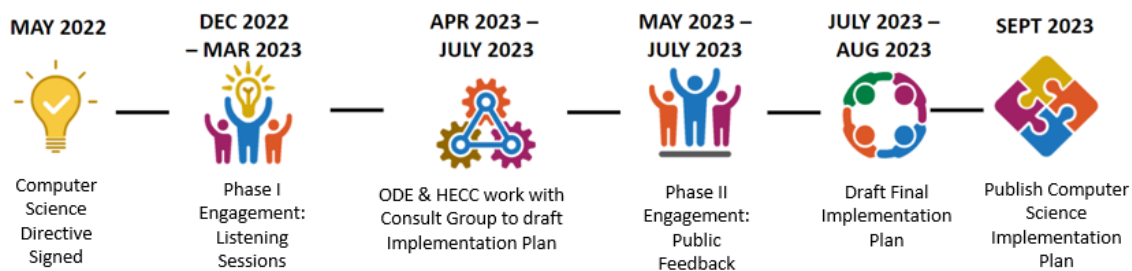 MAY 2022
Computer
Science
Directive
Signed
DEC 2022
– MAR 2023
Phase I
Engagement:
Listening
Sessions
APR 2023 –
JULY 2023
ODE & HECC work with
Consult Group to draft
Implementation Plan
MAY 2023 –
JULY 2023
Phase II
Engagement:
Public
Feedback
JULY 2023 –
AUG 2023
Draft Final
Implementation
Plan
SEPT 2023
Publish Computer
Science
Implementation
Plan